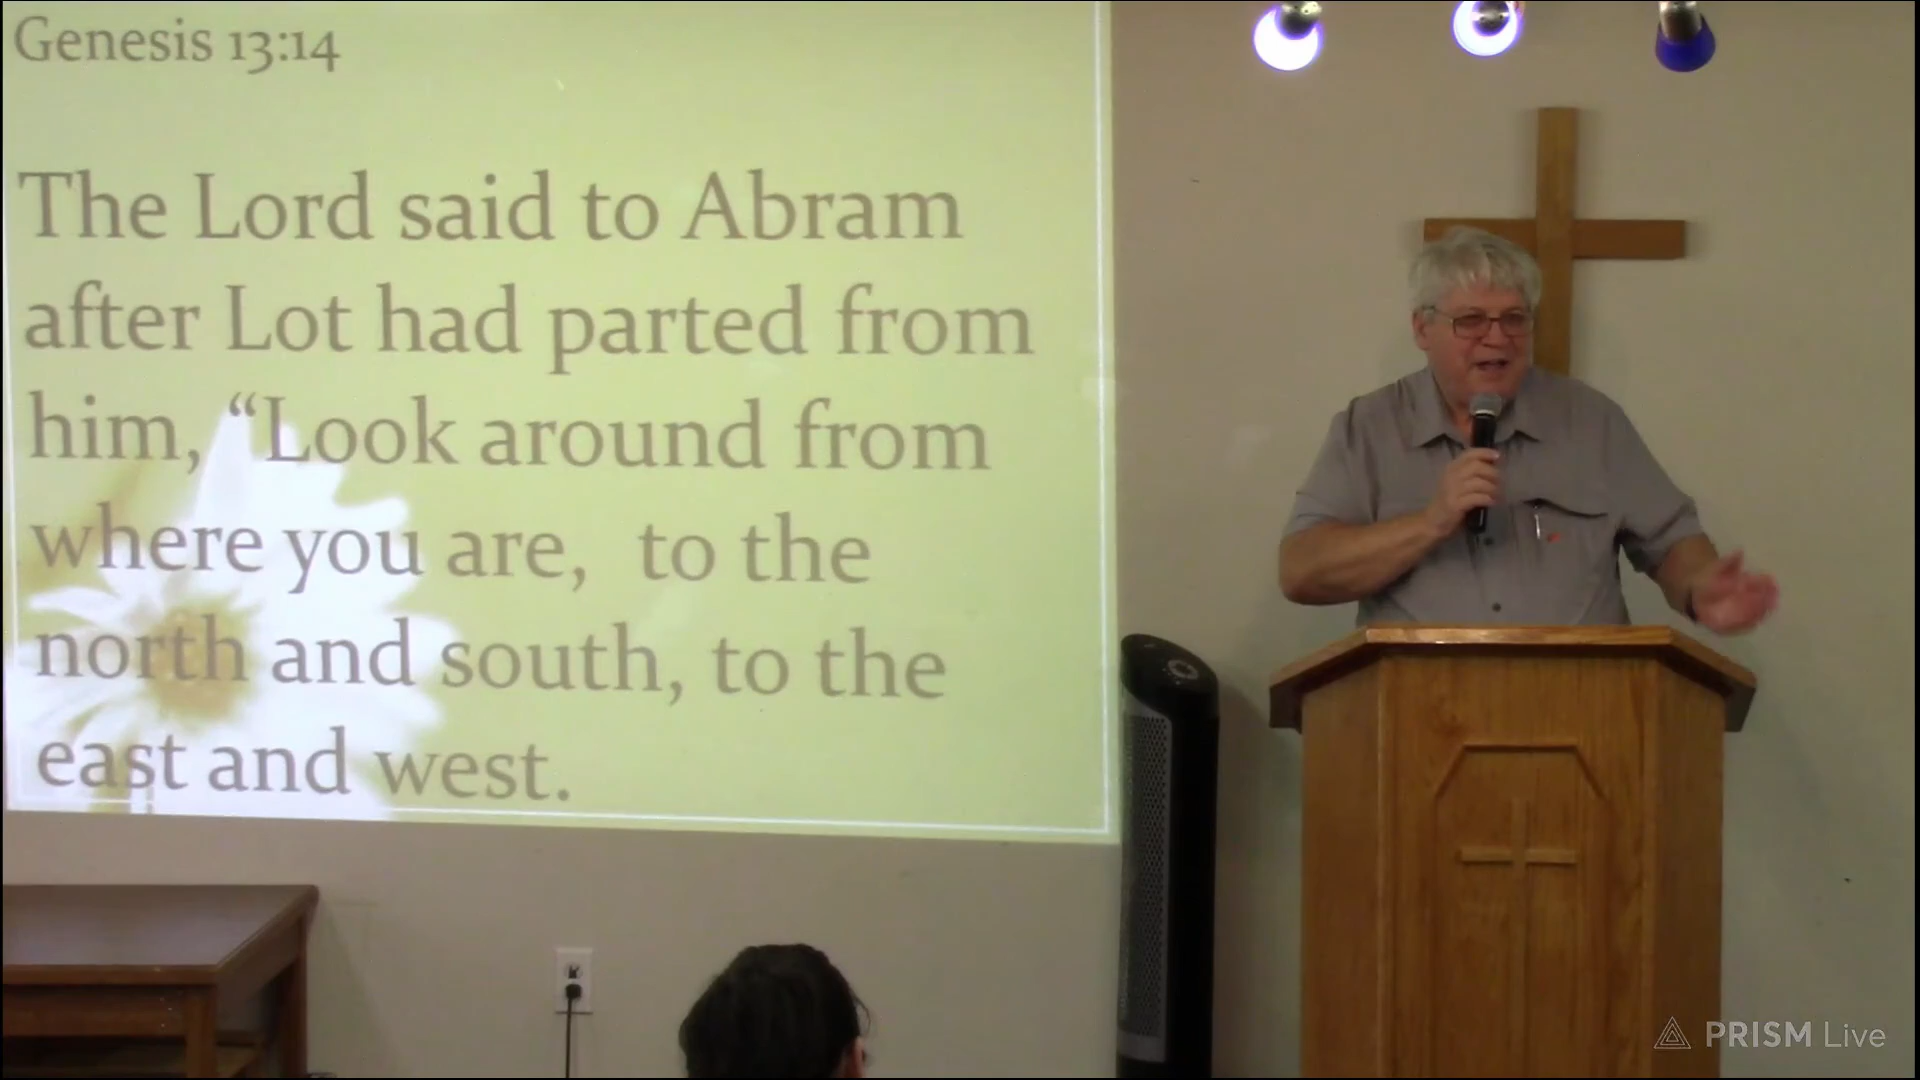 Genesis 13:14
The Lord said to Abram
after Lot had parted from
him, “Look around from
where you are, to the
north and south, to the
east and west.
PRISM Live